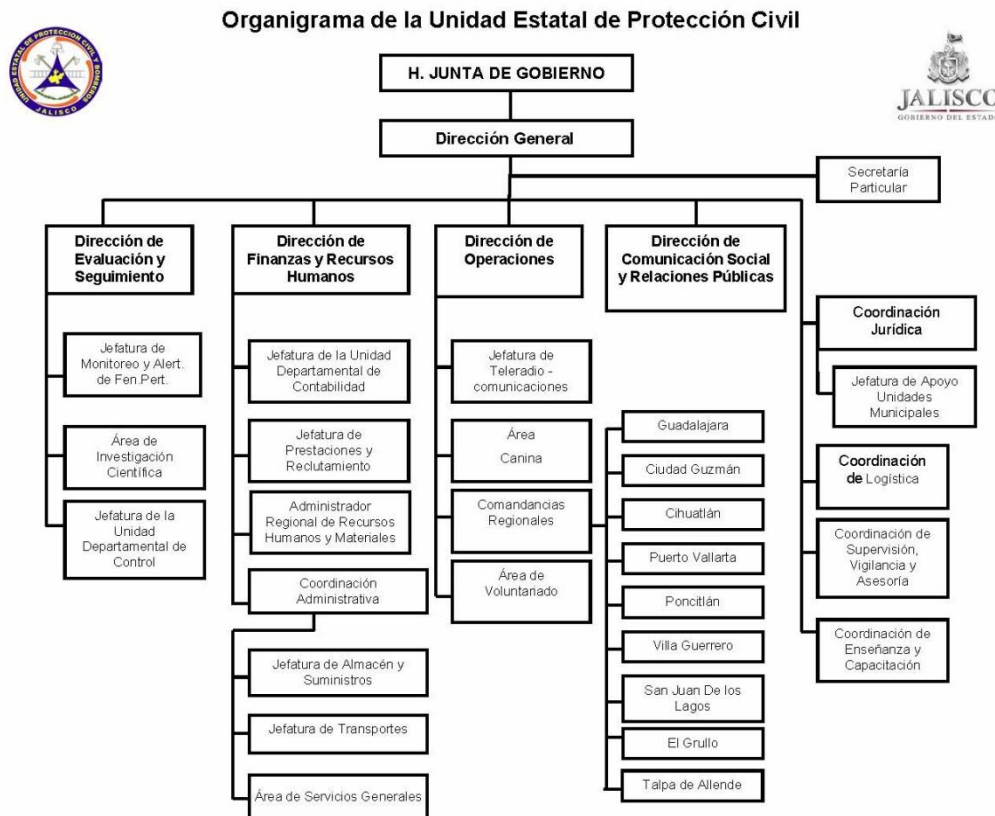 Organigrama de la Unidad Estatal de Protección Civil
UNIDAD ESTATAL DE PROTECCIÓN CIVIL Y BOMBEROS
JALISCO
JALISCO
GOBIERNO DEL ESTADO
H. JUNTA DE GOBIERNO
Dirección General
Secretaría
Particular
Dirección de
Evaluación y
Seguimiento
Jefatura de
Monitoreo y Alert.
de Fen.Pert.
Área de
Investigación
Científica
Jefatura de la
Unidad
Departamental de
Control
Dirección de
Finanzas y Recursos
Humanos
Jefatura de la Unidad
Departamental de
Contabilidad
Jefatura de
Prestaciones y
Reclutamiento
Administrador
Regional de Recursos
Humanos y Materiales
Coordinación
Administrativa
Jefatura de Almacén y
Suministros
Jefatura de Transportes
Área de Servicios Generales
Dirección de
Operaciones
Jefatura de
Teleradio -
comunicaciones
Área
Canina
Comandancias
Regionales
Área de
Voluntariado
Dirección de
Comunicación Social
y Relaciones Públicas
Guadalajara
Ciudad Guzmán
Cihuatlán
Puerto Vallarta
Poncitlán
Villa Guerrero
San Juan De los
Lagos
El Grullo
Talpa de Allende
Coordinación
Jurídica
Jefatura de Apoyo
Unidades
Municipales
Coordinación
de Logística
Coordinación de
Supervisión,
Vigilancia y
Asesoría
Coordinación de
Enseñanza y
Capacitación